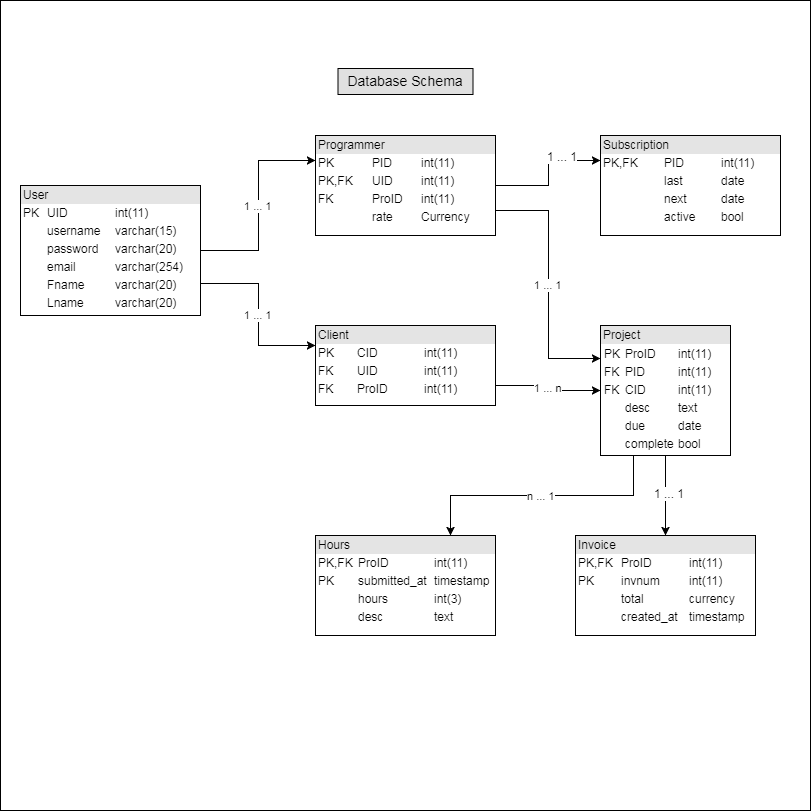 Database Schema
Programmer
PK PID int(11)
PK,FK UID int(11)
FK ProID int(11)
rate Currency
Subscription
PK,FK PID int(11)
last date
next date
active bool
User
PK UID int(11)
username varchar(15)
password varchar(20)
email varchar(254)
Fname varchar(20)
Lname varchar(20)
1 ... 1
1 ... 1
1 ... 1
1 ... 1
Client
PK CID int(11)
FK UID int(11)
FK ProID int(11)
1 ... n
Project
PK ProID int(11)
FK PID int(11)
FK CID int(11)
desc text
due date
complete bool
n ... 1
1 ... 1
Hours
PK,FK ProID int(11)
PK submitted_at timestamp
hours int(3)
desc text
Invoice
PK,FK ProID int(11)
PK invnum int(11)
total currency
created_at timestamp